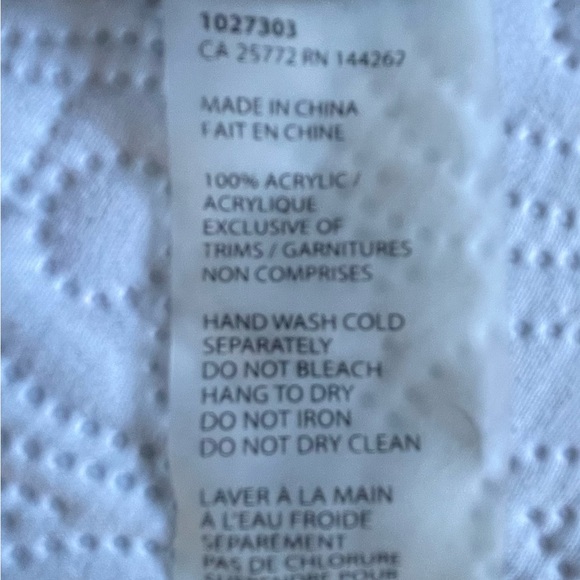 1027303
CA 25772 RN 144267
MADE IN CHINA
FAIT EN CHINE
100% ACRYLIC /
ACRYLIQUE
EXCLUSIVE OF
TRIMS / GARNITURES
NON COMPRISES
HAND WASH COLD
SEPARATELY
DO NOT BLEACH
HANG TO DRY
DO NOT IRON
DO NOT DRY CLEAN
LAVER À LA MAIN
À L'EAU FROIDE
SÉPARÉMENT
PAS DE CHLORURE
SUSPENDRE POUR